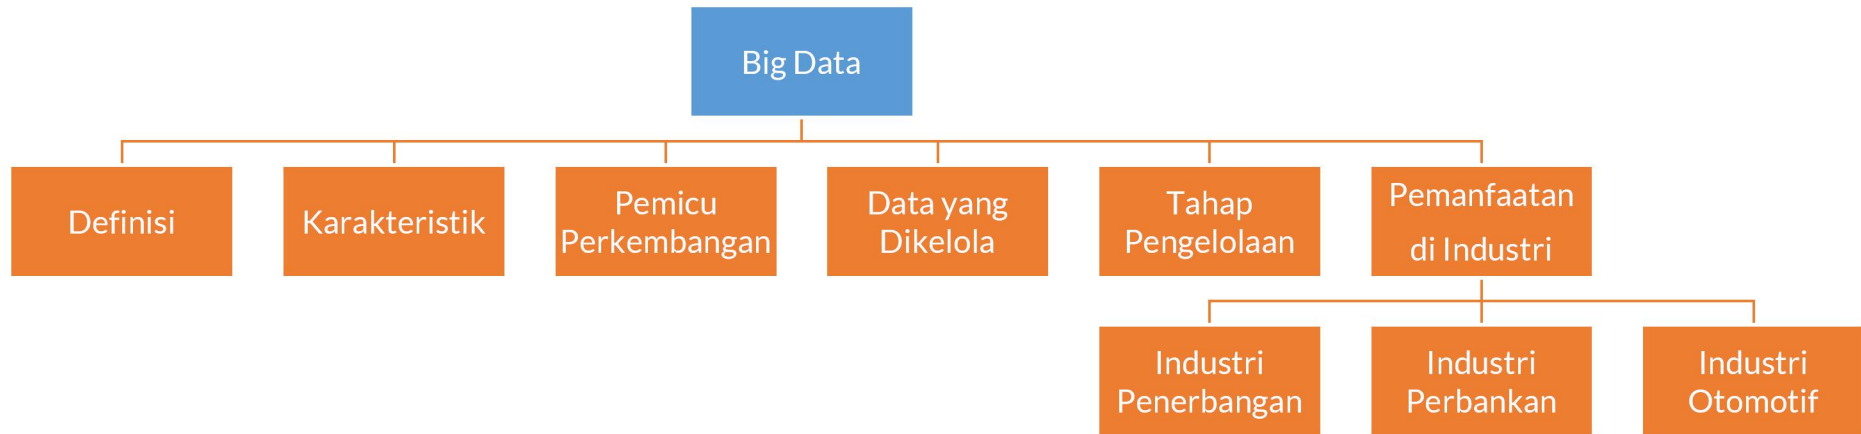 Big Data
Definisi
Karakteristik
Pemicu
Perkembangan
Data yang
Dikelola
Tahap
Pengelolaan
Pemanfaatan
di Industri
Industri
Penerbangan
Industri
Perbankan
Industri
Otomotif